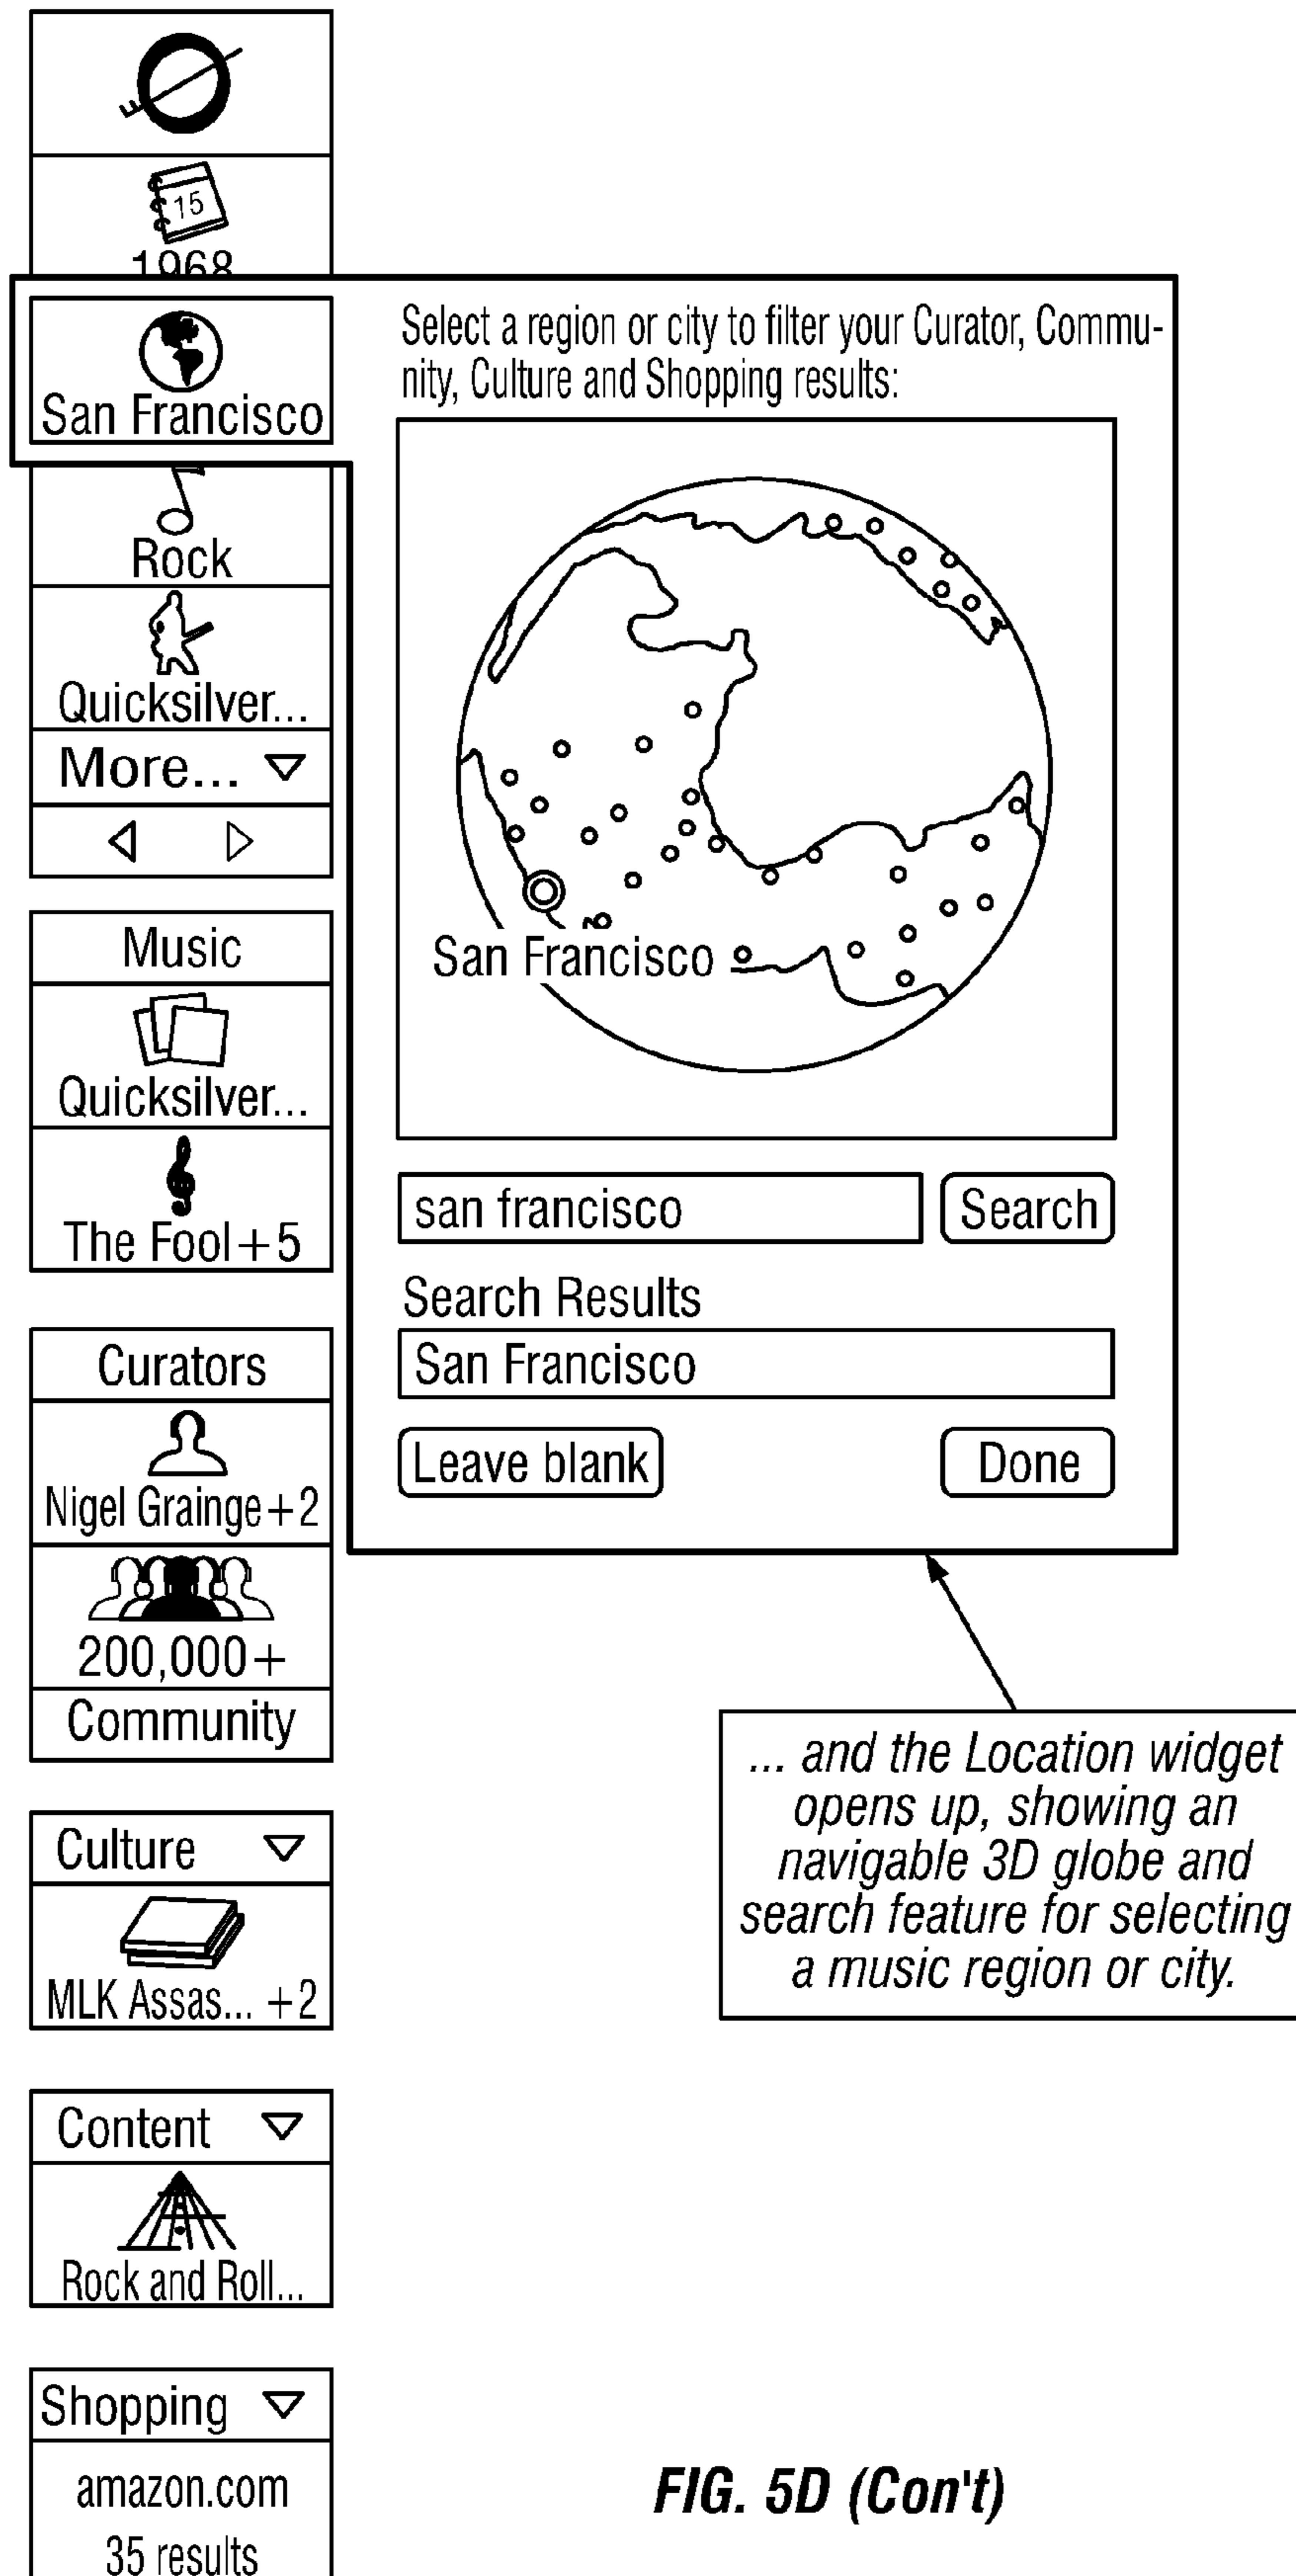 15
1968
San Francisco
Rock
Quicksilver...
More...
Music
Quicksilver...
The Fool+5
Curators
Nigel Grainge+2
200,000+
Community
Culture
MLK Assas... +2
Content
Rock and Roll...
Shopping
amazon.com
35 results
Select a region or city to filter your Curator, Commu-
nity, Culture and Shopping results:
San Francisco
san francisco
Search
Search Results
San Francisco
Leave blank
Done
... and the Location widget
opens up, showing an
navigable 3D globe and
search feature for selecting
a music region or city.
FIG. 5D (Con't)